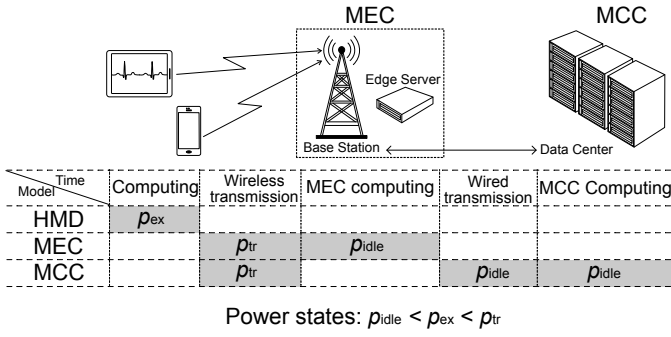 MEC MCC
Edge Server
Base Station Data Center
Time
Model Computing Wireless transmission MEC computing Wired transmission MCC Computing
HMD pex
MEC ptr pidle
MCC ptr pidle pidle
Power states: pidle < pex < ptr